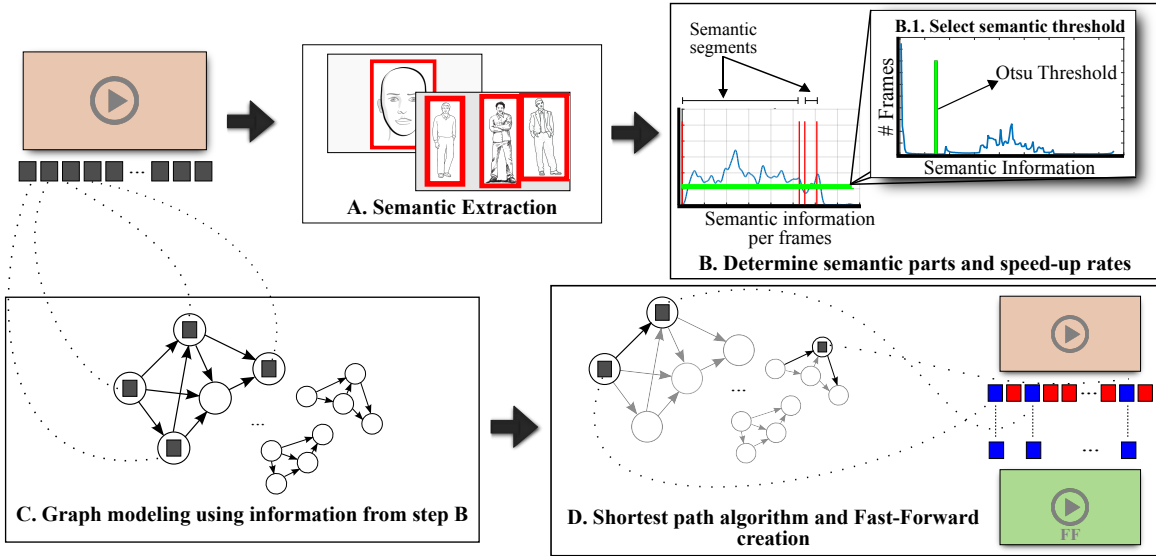 A. Semantic Extraction
Semantic
segments
Semantic information
per frames
B.1. Select semantic threshold
# Frames
Otsu Threshold
Semantic Information
B. Determine semantic parts and speed-up rates
...
C. Graph modeling using information from step B
...
D. Shortest path algorithm and Fast-Forward
creation
...
...
FF